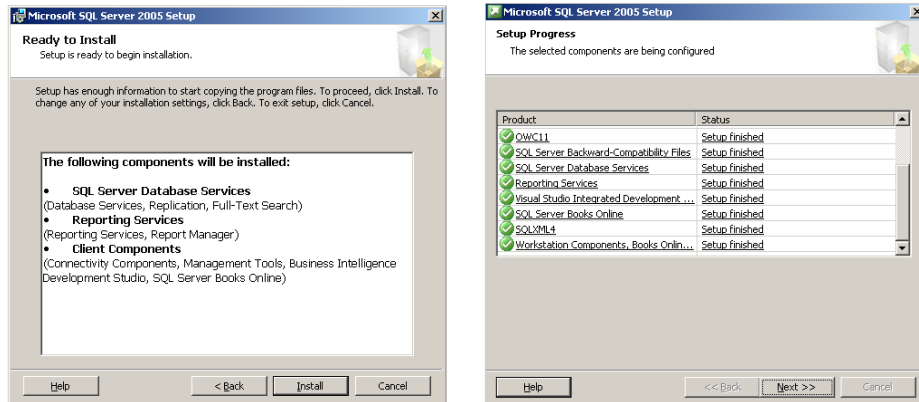 Microsoft SQL Server 2005 Setup
Ready to Install
Setup is ready to begin installation.
Setup has enough information to start copying the program files. To proceed, click Install. To
change any of your installation settings, click Back. To exit setup, click Cancel.
The following components will be installed:
• SQL Server Database Services
(Database Services, Replication, Full-Text Search)
• Reporting Services
(Reporting Services, Report Manager)
• Client Components
(Connectivity Components, Management Tools, Business Intelligence
Development Studio, SQL Server Books Online)
Help < Back Install Cancel
Microsoft SQL Server 2005 Setup
Setup Progress
The selected components are being configured
Product Status
OWC11 Setup finished
SQL Server Backward-Compatibility Files Setup finished
SQL Server Database Services Setup finished
Reporting Services Setup finished
Visual Studio Integrated Development ... Setup finished
SQL Server Books Online Setup finished
SQLXML4 Setup finished
Workstation Components, Books Onlin... Setup finished
Help << Back Next >> Cancel